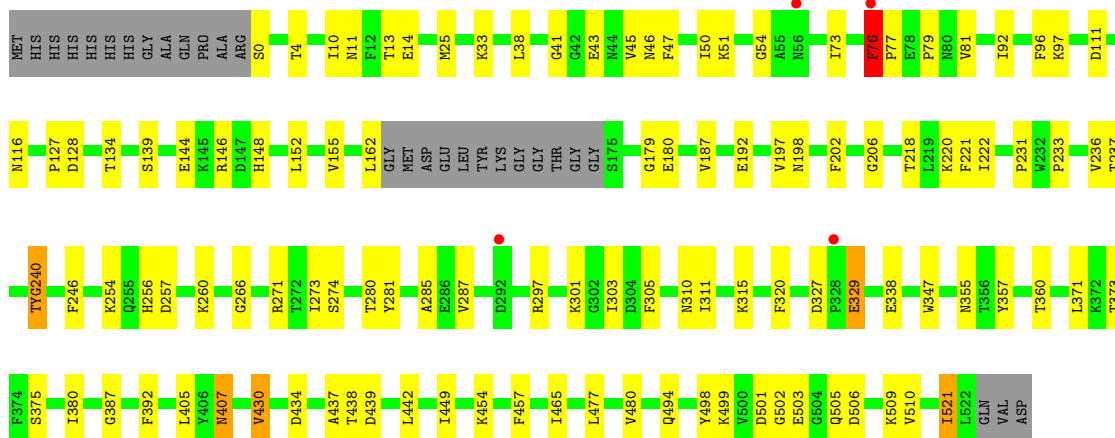 MET HIS HIS HIS HIS HIS HIS GLY ALA GLN PRO ALA ARG S0 T4 I10 N11 F12 T13 E14 M25 K33 L38 G41 G42 E43 N44 V45 N46 F47 I50 K51 G54 A55 N56 I73 F76 P77 E78 P79 N80 V81 I92 F96 K97 D111
N116 P127 D128 T134 S139 E144 K145 R146 D147 H148 L152 V155 L162 GLY MET ASP GLU LEU TYR LYS GLY GLY THR GLY GLY S175 G179 E180 V187 E192 V197 N198 F202 G206 T218 L219 K220 F221 I222 P231 W232 P233 V236 T237
TYG240 F246 K254 Q255 H256 D257 K260 G266 R271 T272 I273 S274 T280 Y281 A285 E286 V287 D292 R297 K301 G302 I303 D304 F305 N310 I311 K315 F320 D327 P328 E329 E338 W347 N355 T356 Y357 T360 L371 K372 T373
F374 S375 I380 G387 F392 L405 Y406 N407 V430 D434 A437 T438 D439 L442 I449 K454 F457 I465 L477 V480 Q494 Y498 K499 V500 D501 G502 E503 G504 Q505 D506 K509 V510 I521 L522 GLN VAL ASP